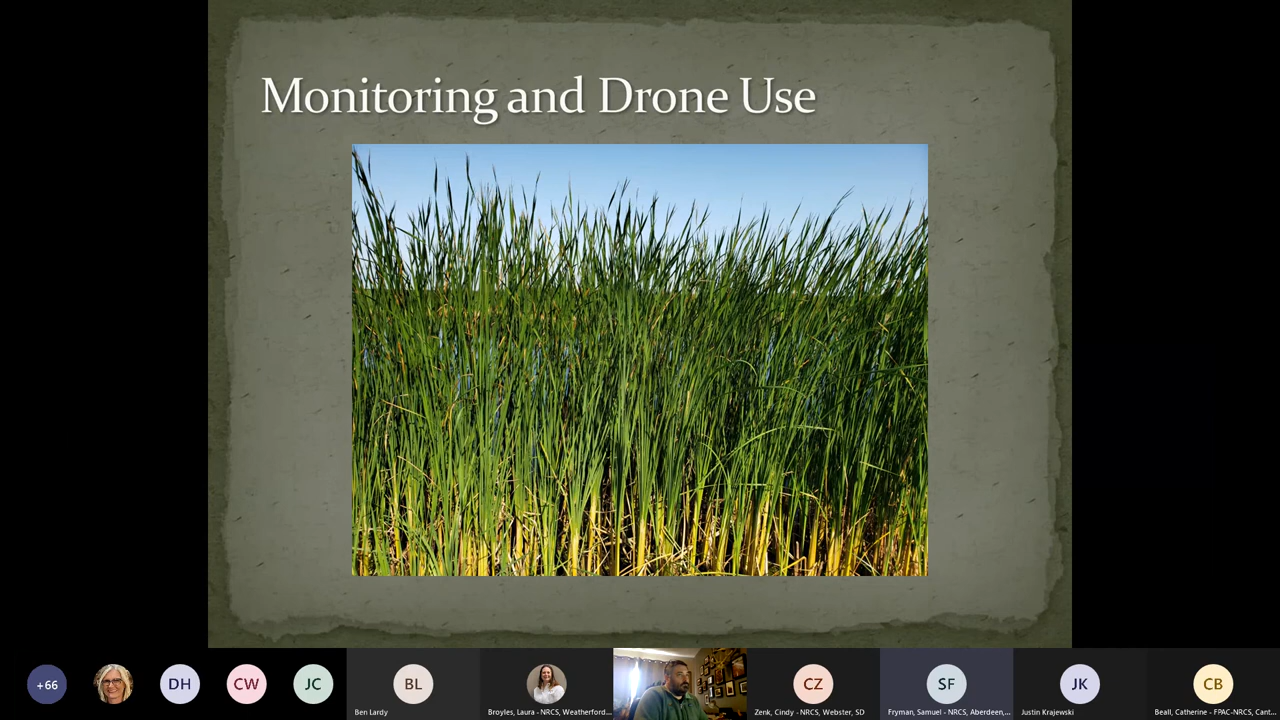 Monitoring and Drone Use
+66
DH
CW
JC
BL
Ben Lardy
Broyles, Laura - NRCS, Weatherford...
CZ
Zenk, Cindy - NRCS, Webster, SD
SF
Fryman, Samuel - NRCS, Aberdeen,...
JK
Justin Krajewski
CB
Beall, Catherine - FPAC-NRCS, Cant...